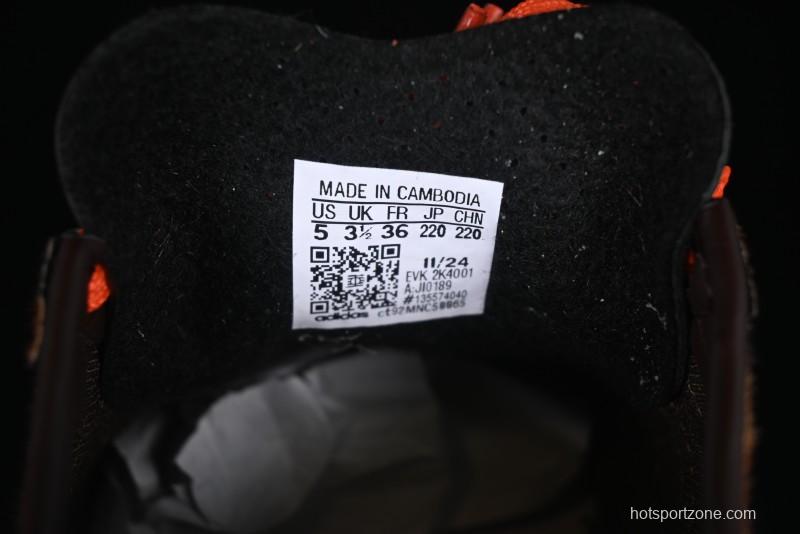 MADE IN CAMBODIA
US UK FR JP CHN
5 3½ 36 220 220
11/24
EVK 2K4001
A:JI0189
#135574040
adidas
hotsportzone.com